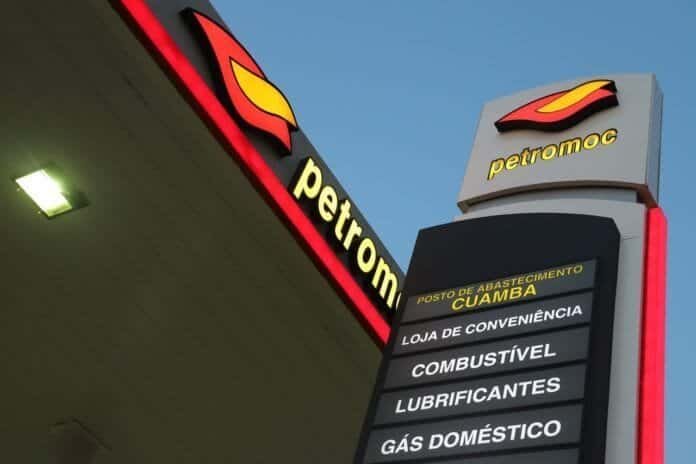 petromoc
petromoc
POSTO DE ABASTECIMENTO
CUAMBA
LOJA DE CONVENIÊNCIA
COMBUSTÍVEL
LUBRIFICANTES
GÁS DOMÉSTICO